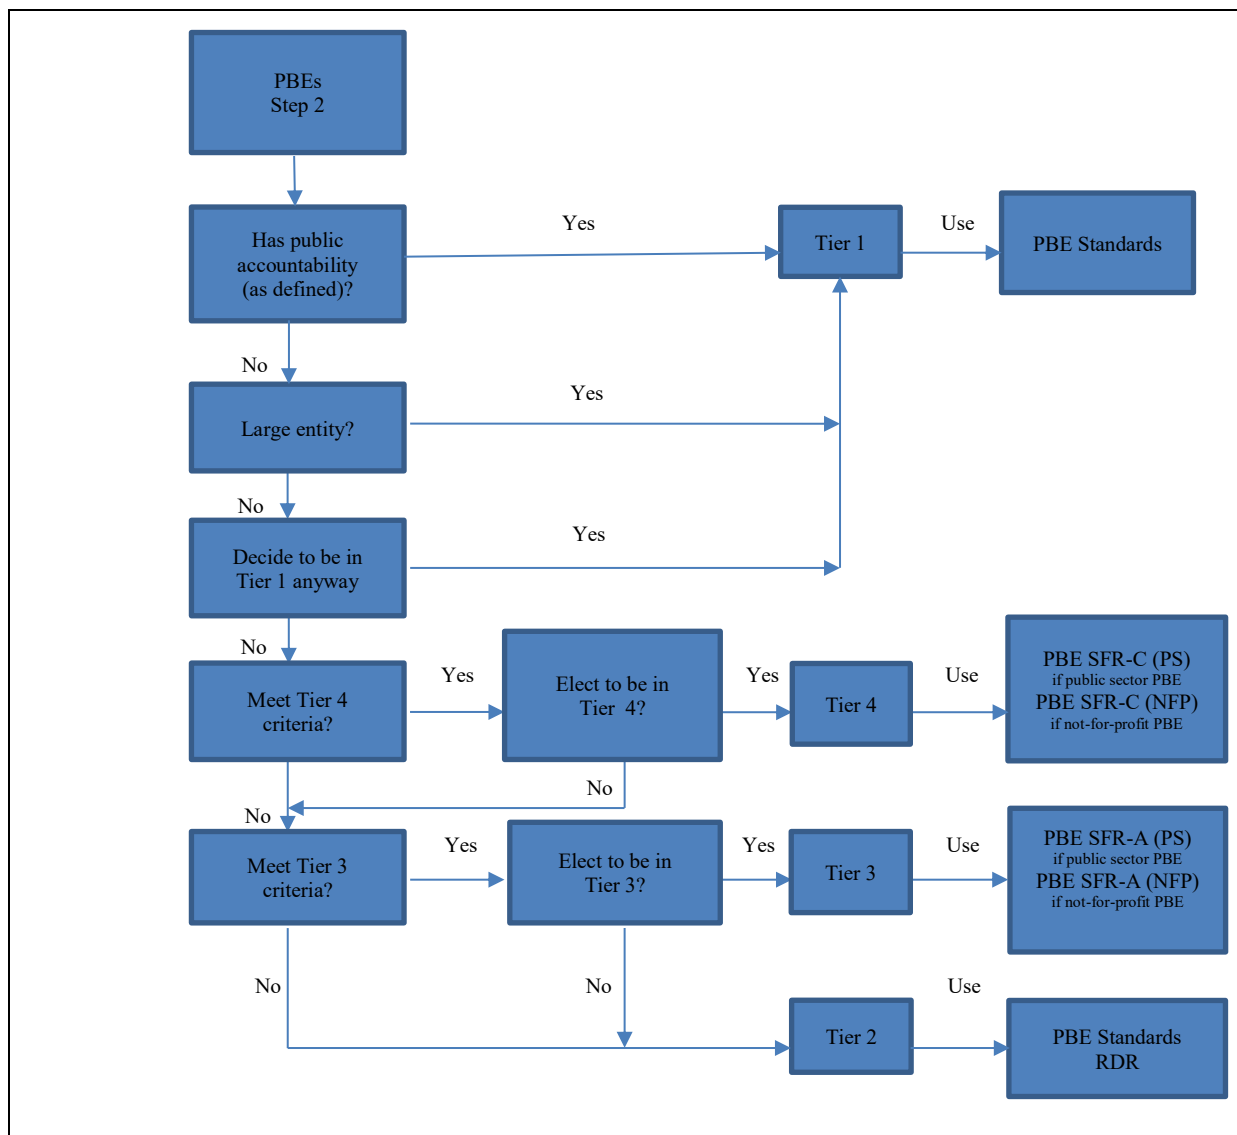 PBEs
Step 2
Has public
accountability
(as defined)?
Yes
Tier 1
Use
PBE Standards
No
Large entity?
Yes
No
Decide to be in
Tier 1 anyway
Yes
No
Meet Tier 4
criteria?
Yes
Elect to be in
Tier 4?
Yes
Tier 4
Use
PBE SFR-C (PS)
if public sector PBE
PBE SFR-C (NFP)
if not-for-profit PBE
No
No
Meet Tier 3
criteria?
Yes
Elect to be in
Tier 3?
Yes
Tier 3
Use
PBE SFR-A (PS)
if public sector PBE
PBE SFR-A (NFP)
if not-for-profit PBE
No
No
Tier 2
Use
PBE Standards
RDR